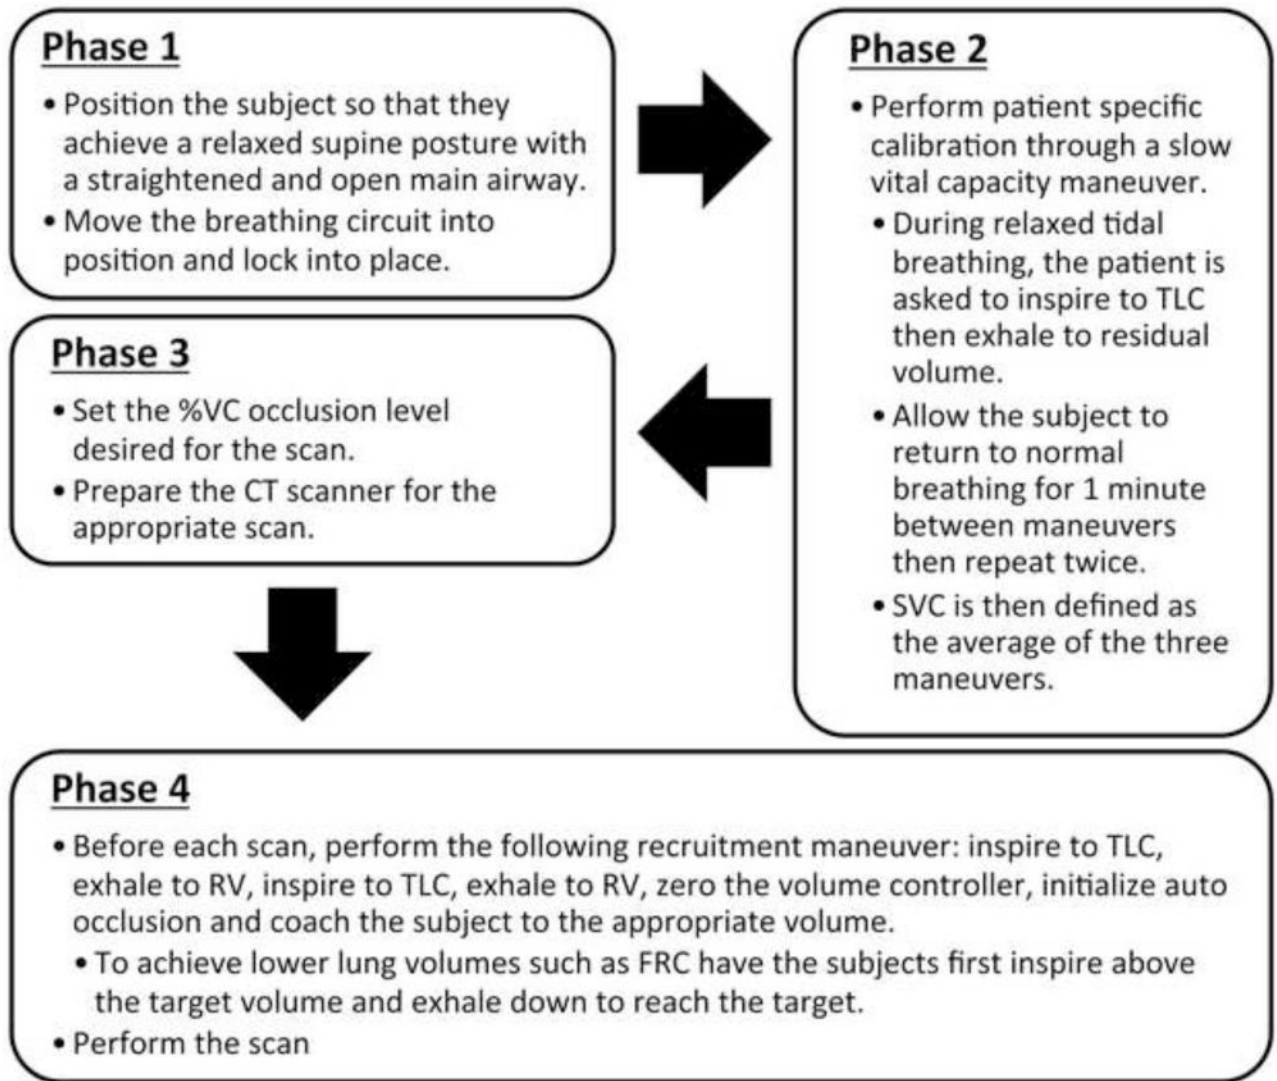 Phase 1
• Position the subject so that they
achieve a relaxed supine posture with
a straightened and open main airway.
• Move the breathing circuit into
position and lock into place.
Phase 2
• Perform patient specific
calibration through a slow
vital capacity maneuver.
• During relaxed tidal
breathing, the patient is
asked to inspire to TLC
then exhale to residual
volume.
• Allow the subject to
return to normal
breathing for 1 minute
between maneuvers
then repeat twice.
• SVC is then defined as
the average of the three
maneuvers.
Phase 3
• Set the %VC occlusion level
desired for the scan.
• Prepare the CT scanner for the
appropriate scan.
Phase 4
• Before each scan, perform the following recruitment maneuver: inspire to TLC,
exhale to RV, inspire to TLC, exhale to RV, zero the volume controller, initialize auto
occlusion and coach the subject to the appropriate volume.
• To achieve lower lung volumes such as FRC have the subjects first inspire above
the target volume and exhale down to reach the target.
• Perform the scan